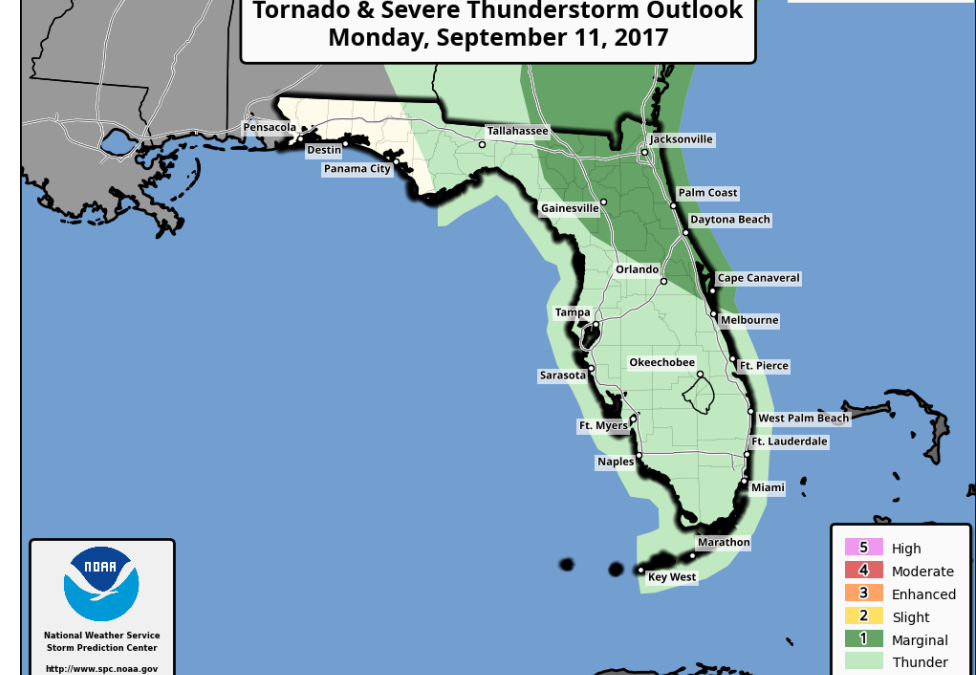 Tornado & Severe Thunderstorm Outlook
Monday, September 11, 2017
Pensacola
Tallahassee
Jacksonville
Destin
Panama City
Palm Coast
Gainesville
Daytona Beach
Orlando
Cape Canaveral
Tampa
Melbourne
Okeechobee
Ft. Pierce
Sarasota
West Palm Beach
Ft. Myers
Ft. Lauderdale
Naples
Miami
Marathon
Key West
NOAA
National Weather Service
Storm Prediction Center
http://www.spc.noaa.gov
5 High
4 Moderate
3 Enhanced
2 Slight
1 Marginal
Thunder